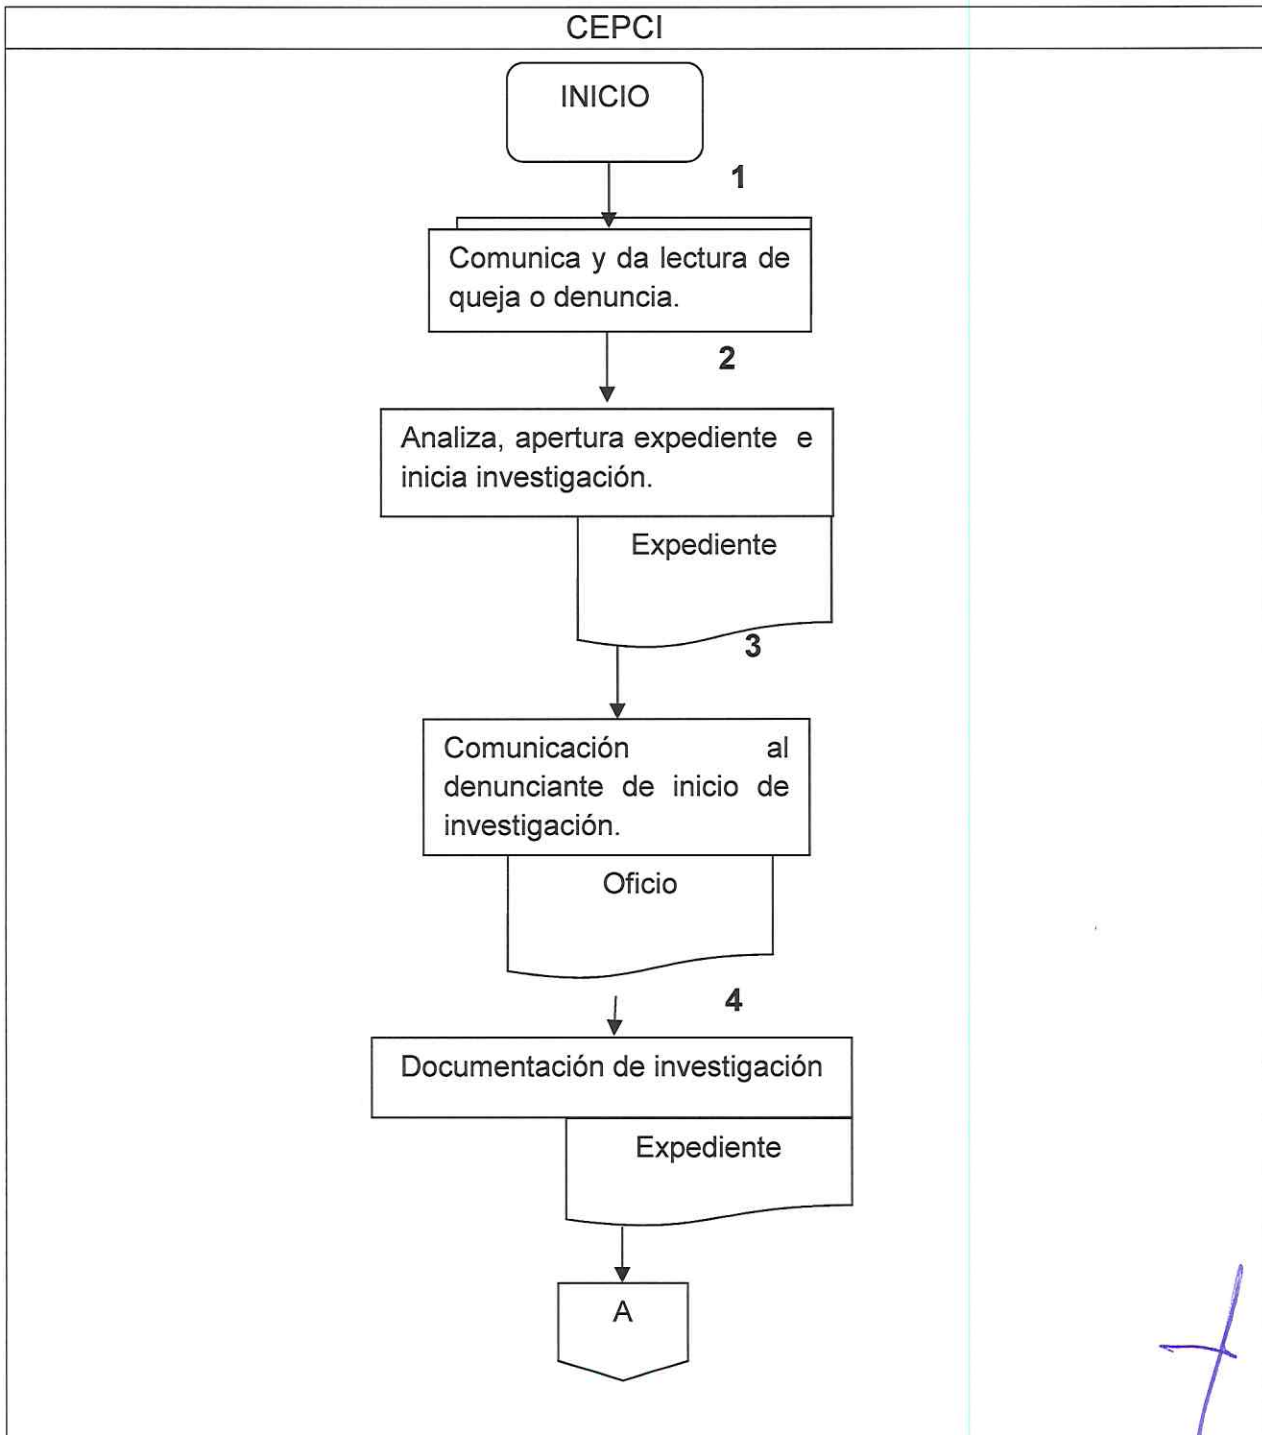 CEPCI
INICIO
1
Comunica y da lectura de
queja o denuncia.
2
Analiza, apertura expediente e
inicia investigación.
Expediente
3
Comunicación al
denunciante de inicio de
investigación.
Oficio
4
Documentación de investigación
Expediente
A